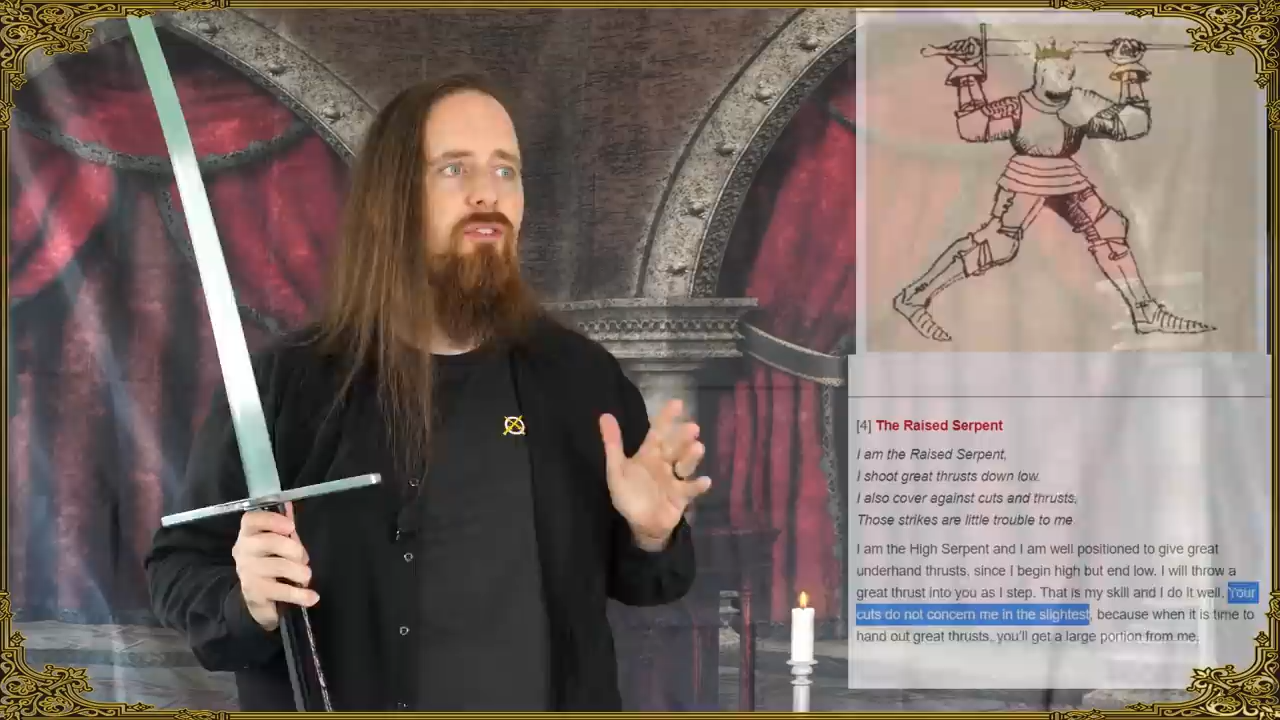 [4] The Raised Serpent
I am the Raised Serpent,
I shoot great thrusts down low.
I also cover against cuts and thrusts,
Those strikes are little trouble to me.
I am the High Serpent and I am well positioned to give great
underhand thrusts, since I begin high but end low. I will throw a
great thrust into you as I step. That is my skill and I do it well. Your
cuts do not concern me in the slightest, because when it is time to
hand out great thrusts, you'll get a large portion from me.